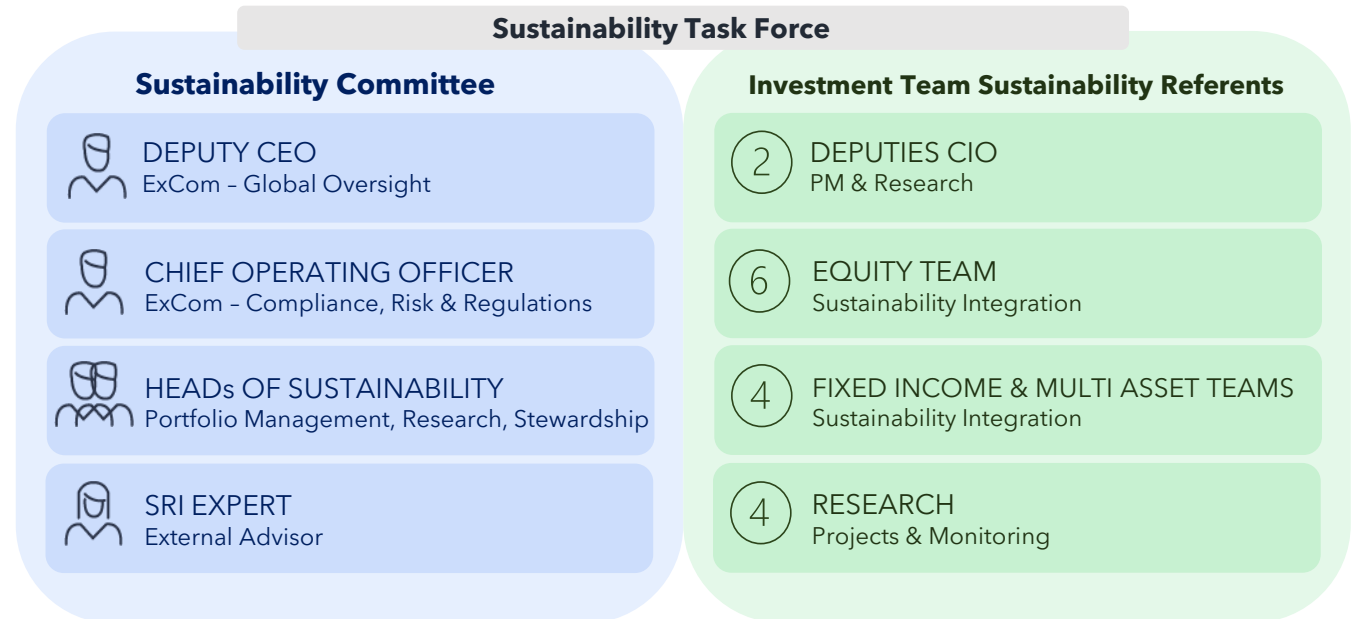 Sustainability Task Force
Sustainability Committee
DEPUTY CEO
ExCom – Global Oversight
CHIEF OPERATING OFFICER
ExCom – Compliance, Risk & Regulations
HEADs OF SUSTAINABILITY
Portfolio Management, Research, Stewardship
SRI EXPERT
External Advisor
Investment Team Sustainability Referents
2
DEPUTIES CIO
PM & Research
6
EQUITY TEAM
Sustainability Integration
4
FIXED INCOME & MULTI ASSET TEAMS
Sustainability Integration
4
RESEARCH
Projects & Monitoring